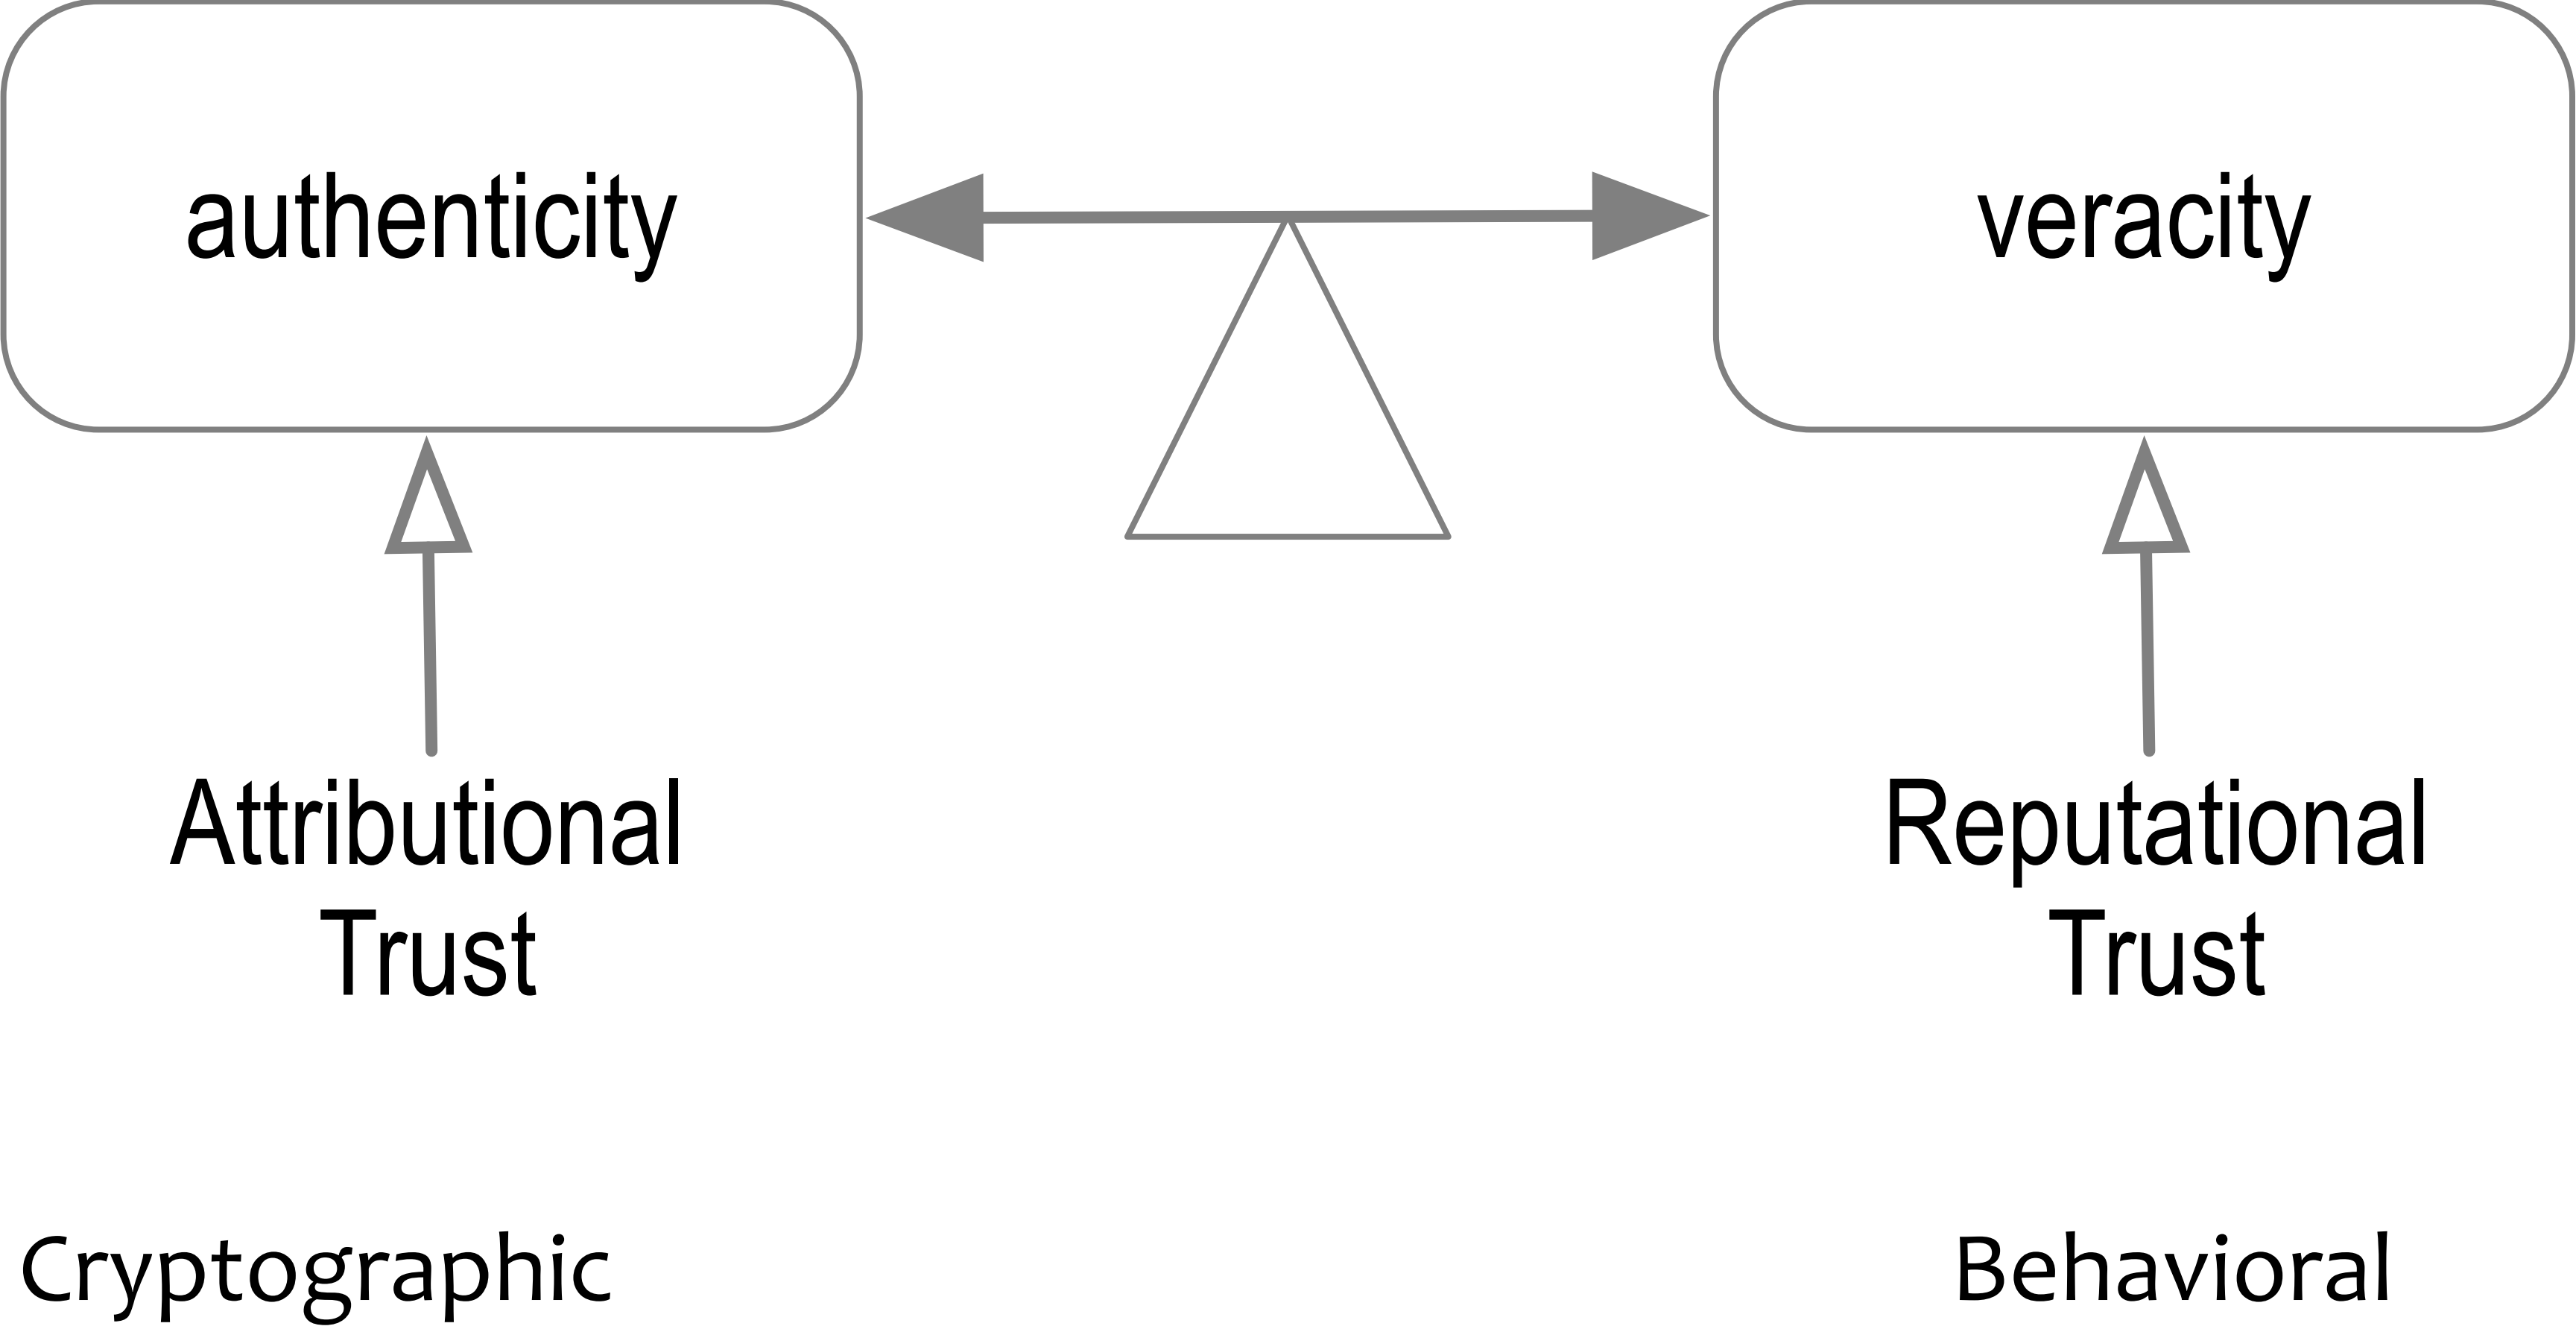 authenticity
veracity
Attributional
Trust
Reputational
Trust
Cryptographic
Behavioral